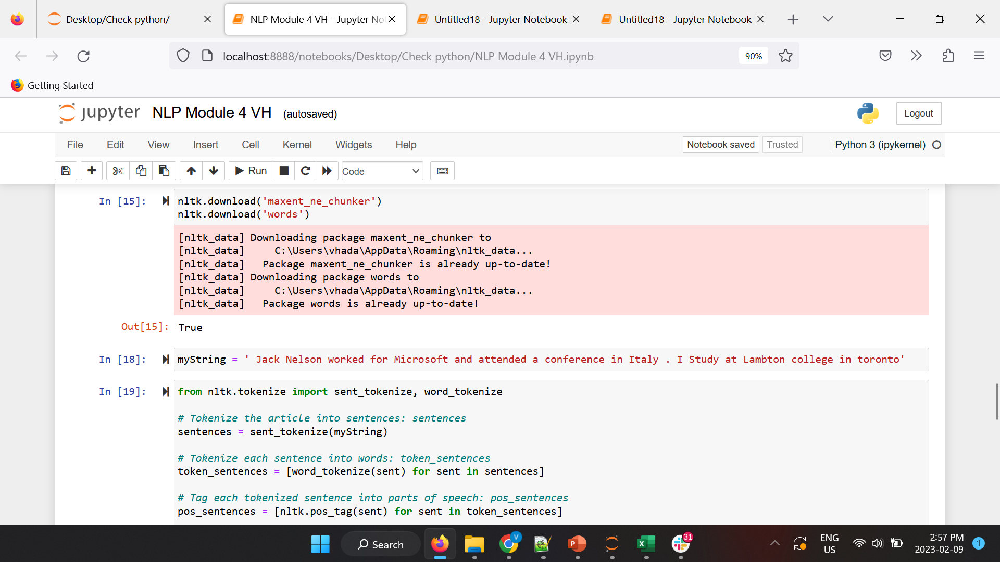 Desktop/Check python/
NLP Module 4 VH - Jupyter No
Untitled18 - Jupyter Notebook
Untitled18 - Jupyter Notebook
localhost:8888/notebooks/Desktop/Check python/NLP Module 4 VH.ipynb
90%
Getting Started
jupyter NLP Module 4 VH (autosaved)
Logout
File Edit View Insert Cell Kernel Widgets Help
Notebook saved Trusted Python 3 (ipykernel)
Run Code
In [15]: nltk.download('maxent_ne_chunker')
nltk.download('words')
[nltk_data] Downloading package maxent_ne_chunker to
[nltk_data]     C:\Users\vhada\AppData\Roaming\nltk_data...
[nltk_data]   Package maxent_ne_chunker is already up-to-date!
[nltk_data] Downloading package words to
[nltk_data]     C:\Users\vhada\AppData\Roaming\nltk_data...
[nltk_data]   Package words is already up-to-date!
Out[15]: True
In [18]: myString = ' Jack Nelson worked for Microsoft and attended a conference in Italy . I Study at Lambton college in toronto'
In [19]: from nltk.tokenize import sent_tokenize, word_tokenize
# Tokenize the article into sentences: sentences
sentences = sent_tokenize(myString)
# Tokenize each sentence into words: token_sentences
token_sentences = [word_tokenize(sent) for sent in sentences]
# Tag each tokenized sentence into parts of speech: pos_sentences
pos_sentences = [nltk.pos_tag(sent) for sent in token_sentences]
Search
V
P
X
31
ENG
US
2:57 PM
2023-02-09
1